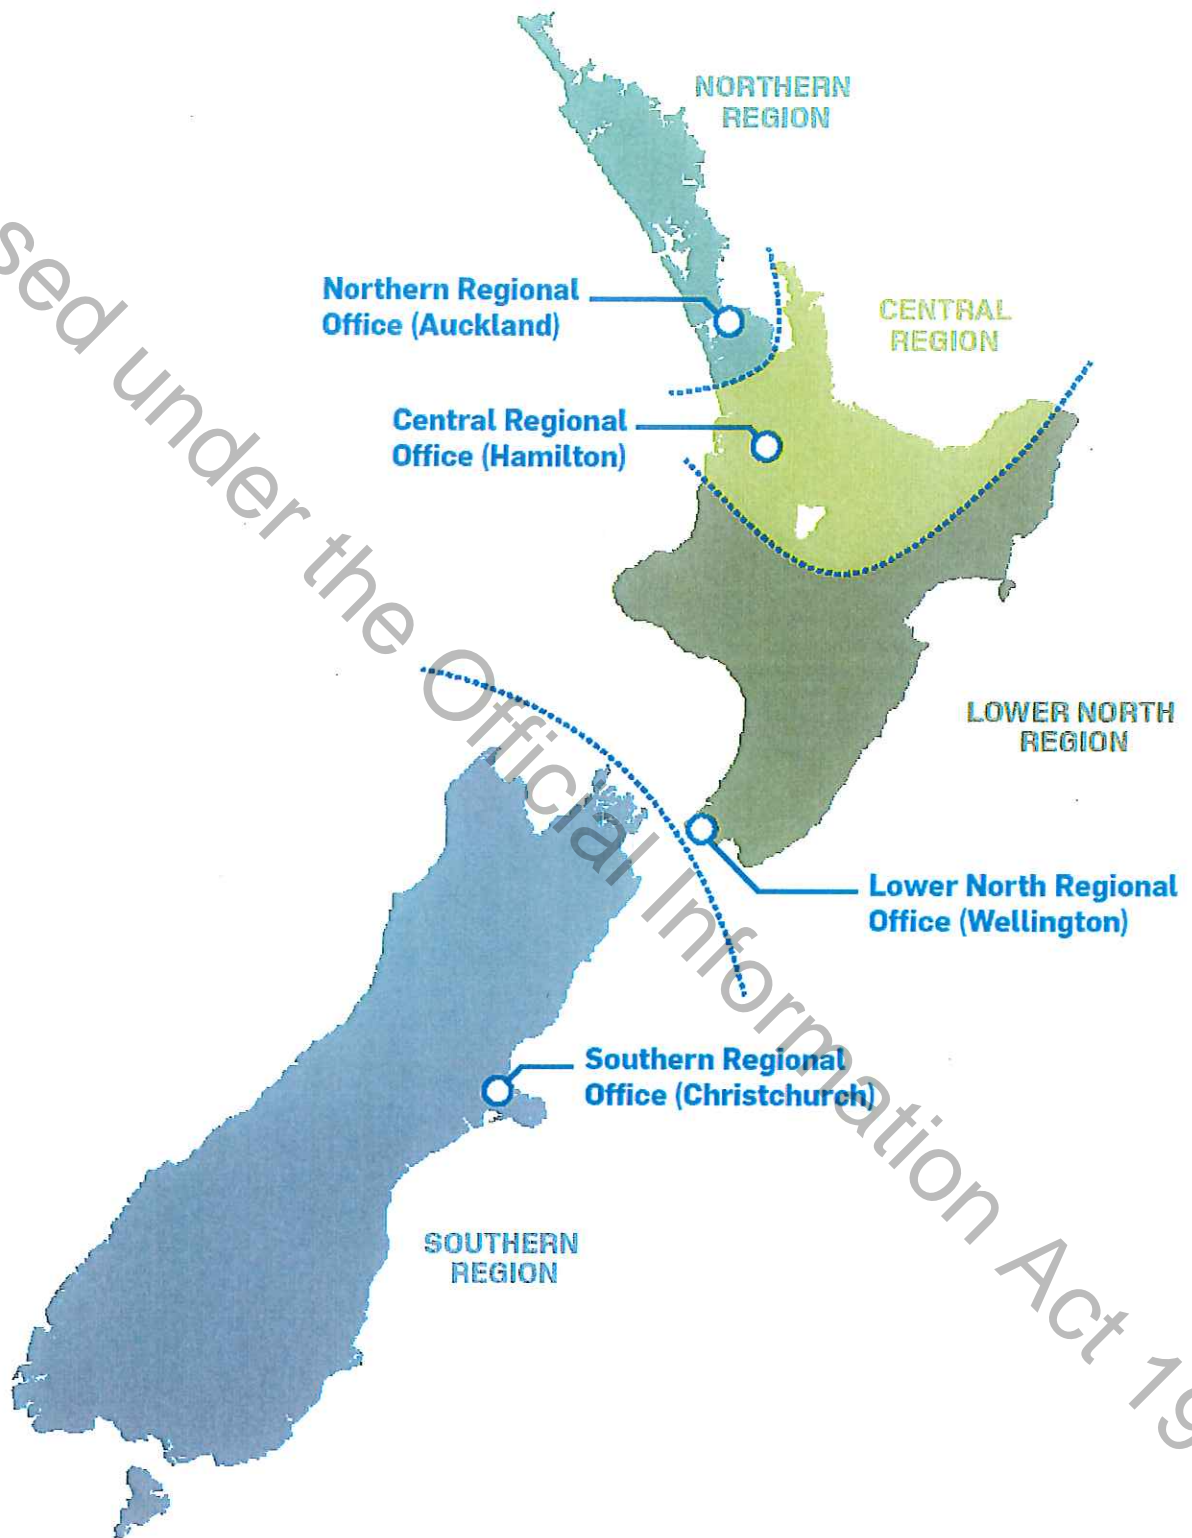 NORTHERN
REGION
Northern Regional
Office (Auckland)
CENTRAL
REGION
Central Regional
Office (Hamilton)
LOWER NORTH
REGION
Lower North Regional
Office (Wellington)
Southern Regional
Office (Christchurch)
SOUTHERN
REGION
sed under the Official Information Act 19